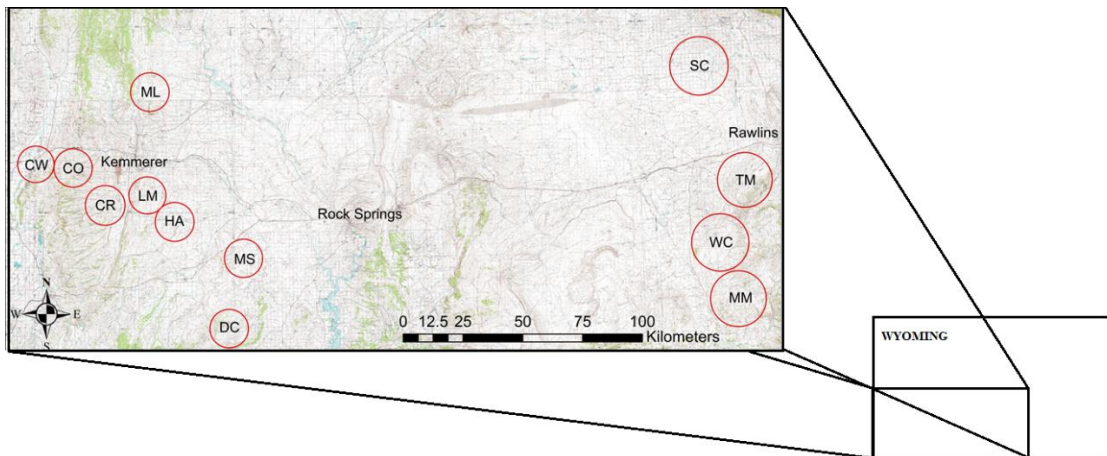 SC
ML
Rawlins
CW
CO
Kemmerer
TM
LM
CR
HA
Rock Springs
WC
MS
MM
N
W
E
S
DC
0 12.5 25 50 75 100
Kilometers
WYOMING